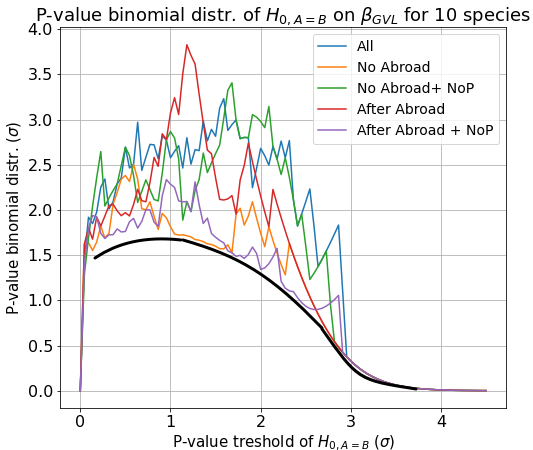 P-value binomial distr. of H₀,A=B on β_GVL for 10 species
P-value binomial distr. (σ)
4.0
3.5
3.0
2.5
2.0
1.5
1.0
0.5
0.0
All
No Abroad
No Abroad+ NoP
After Abroad
After Abroad + NoP
0 1 2 3 4
P-value treshold of H₀,A=B (σ)